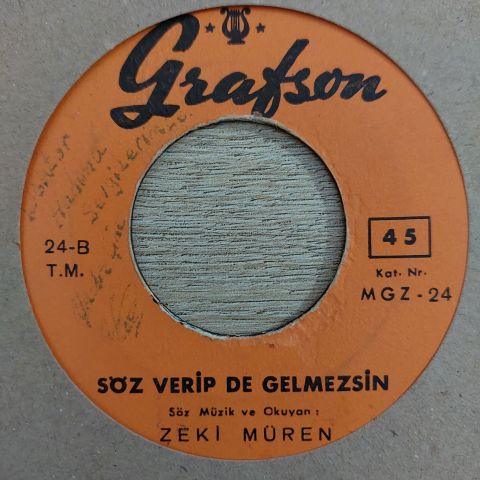 Grafson
24-B
T.M.
45
Kat. Nr.
MGZ - 24
SÖZ VERİP DE GELMEZSİN
Söz Müzik ve Okuyan :
ZEKİ MÜREN